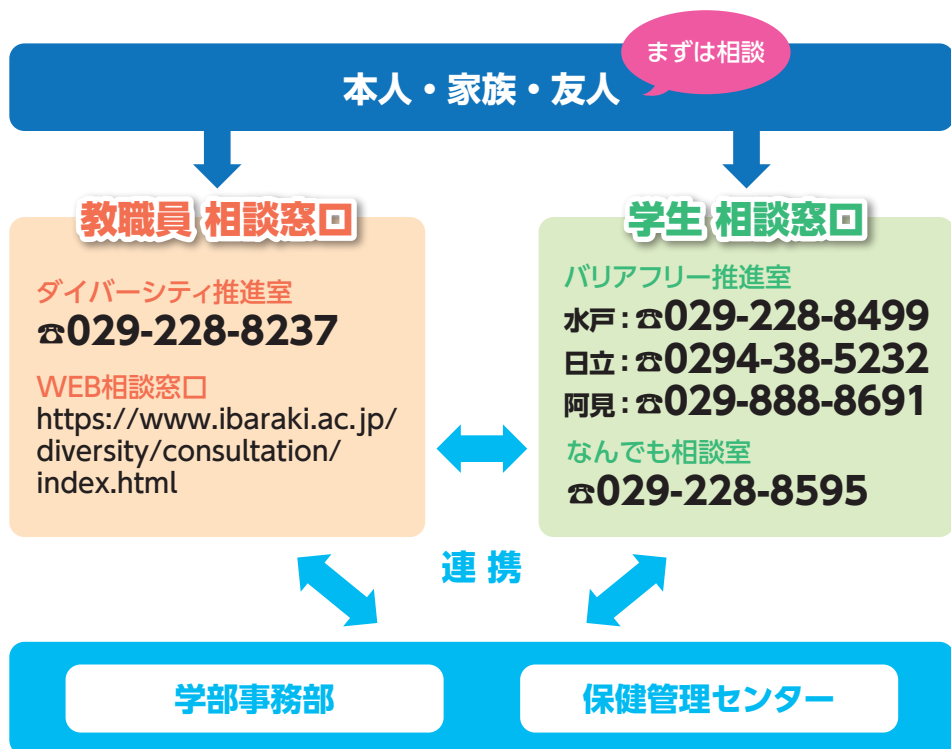 まずは相談
本人・家族・友人
教職員 相談窓口
ダイバーシティ推進室
☎029-228-8237
WEB相談窓口
https://www.ibaraki.ac.jp/
diversity/consultation/
index.html
学生 相談窓口
バリアフリー推進室
水戸:☎029-228-8499
日立:☎0294-38-5232
阿見:☎029-888-8691
なんでも相談室
☎029-228-8595
連 携
学部事務部
保健管理センター